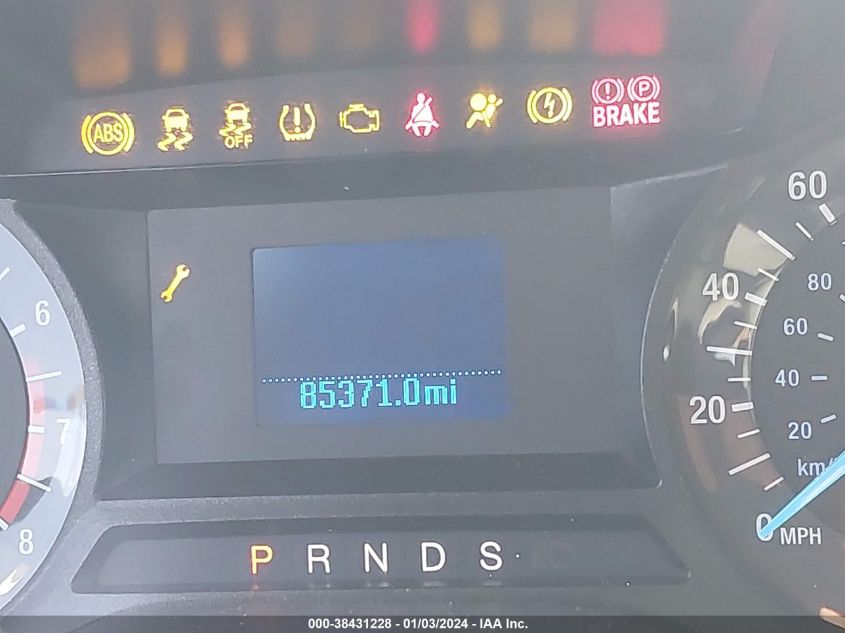 ABS
OFF
BRAKE
P
6
7
8
85371.0mi
P R N D S
60
40
20
0 MPH
80
60
40
20
km/
000-38431228 - 01/03/2024 - IAA Inc.